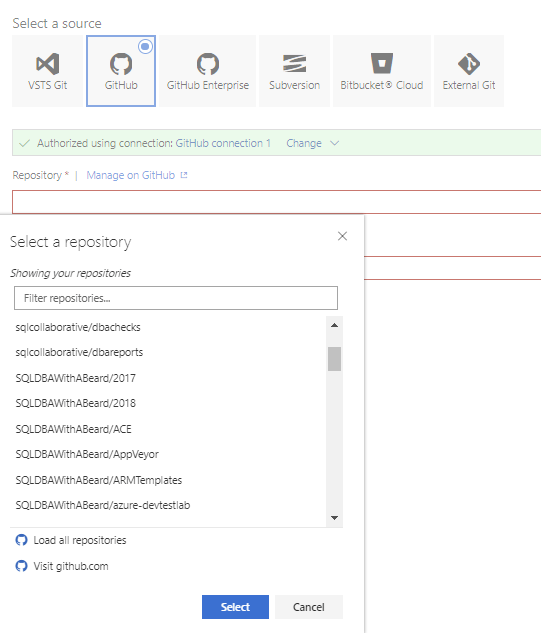 Select a source
VSTS Git
GitHub
GitHub Enterprise
Subversion
Bitbucket® Cloud
External Git
Authorized using connection: GitHub connection 1 Change
Repository * | Manage on GitHub
Select a repository
Showing your repositories
Filter repositories...
sqlcollaborative/dbachecks
sqlcollaborative/dbareports
SQLDBAWithABeard/2017
SQLDBAWithABeard/2018
SQLDBAWithABeard/ACE
SQLDBAWithABeard/AppVeyor
SQLDBAWithABeard/ARMTemplates
SQLDBAWithABeard/azure-devtestlab
Load all repositories
Visit github.com
Select Cancel